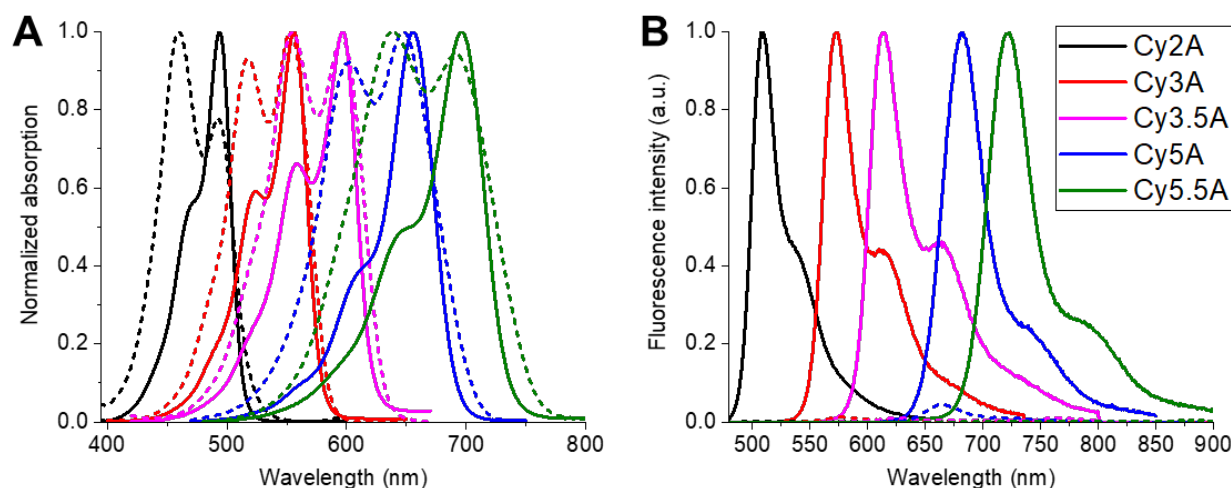 A
Normalized absorption
1.0
0.8
0.6
0.4
0.2
0.0
400
500
600
700
800
Wavelength (nm)
B
Fluorescence intensity (a.u.)
1.0
0.8
0.6
0.4
0.2
0.0
500
550
600
650
700
750
800
850
900
Wavelength (nm)
Cy2A
Cy3A
Cy3.5A
Cy5A
Cy5.5A